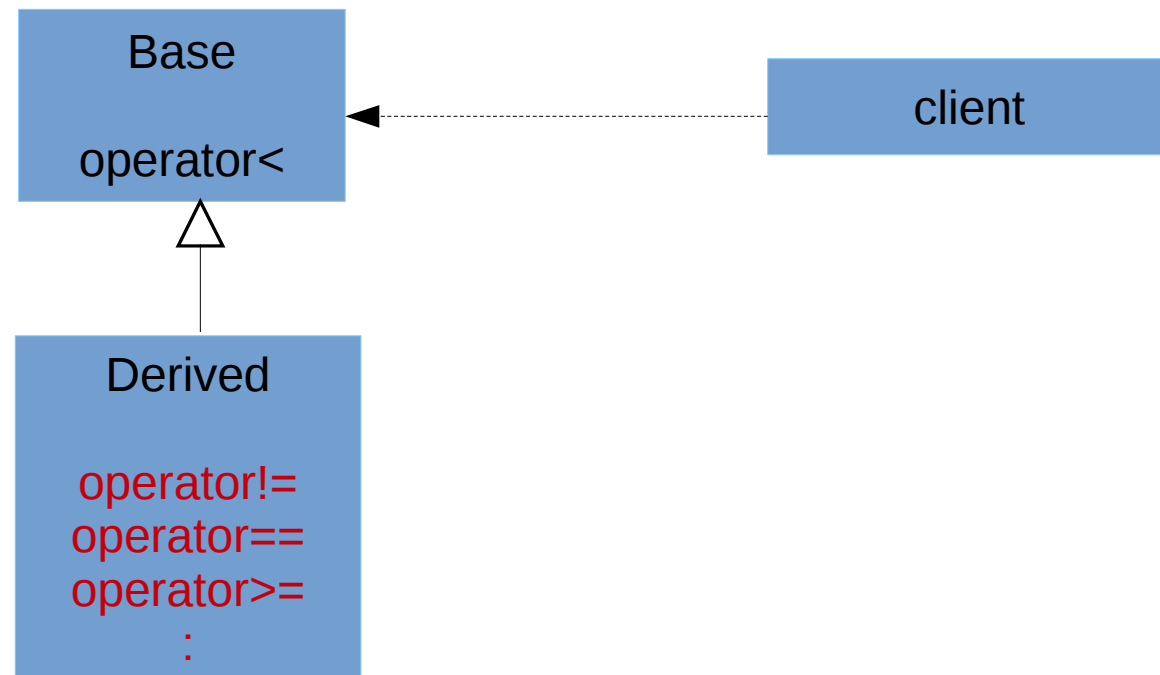 Base
operator<
client
Derived
operator!=
operator==
operator>=
: